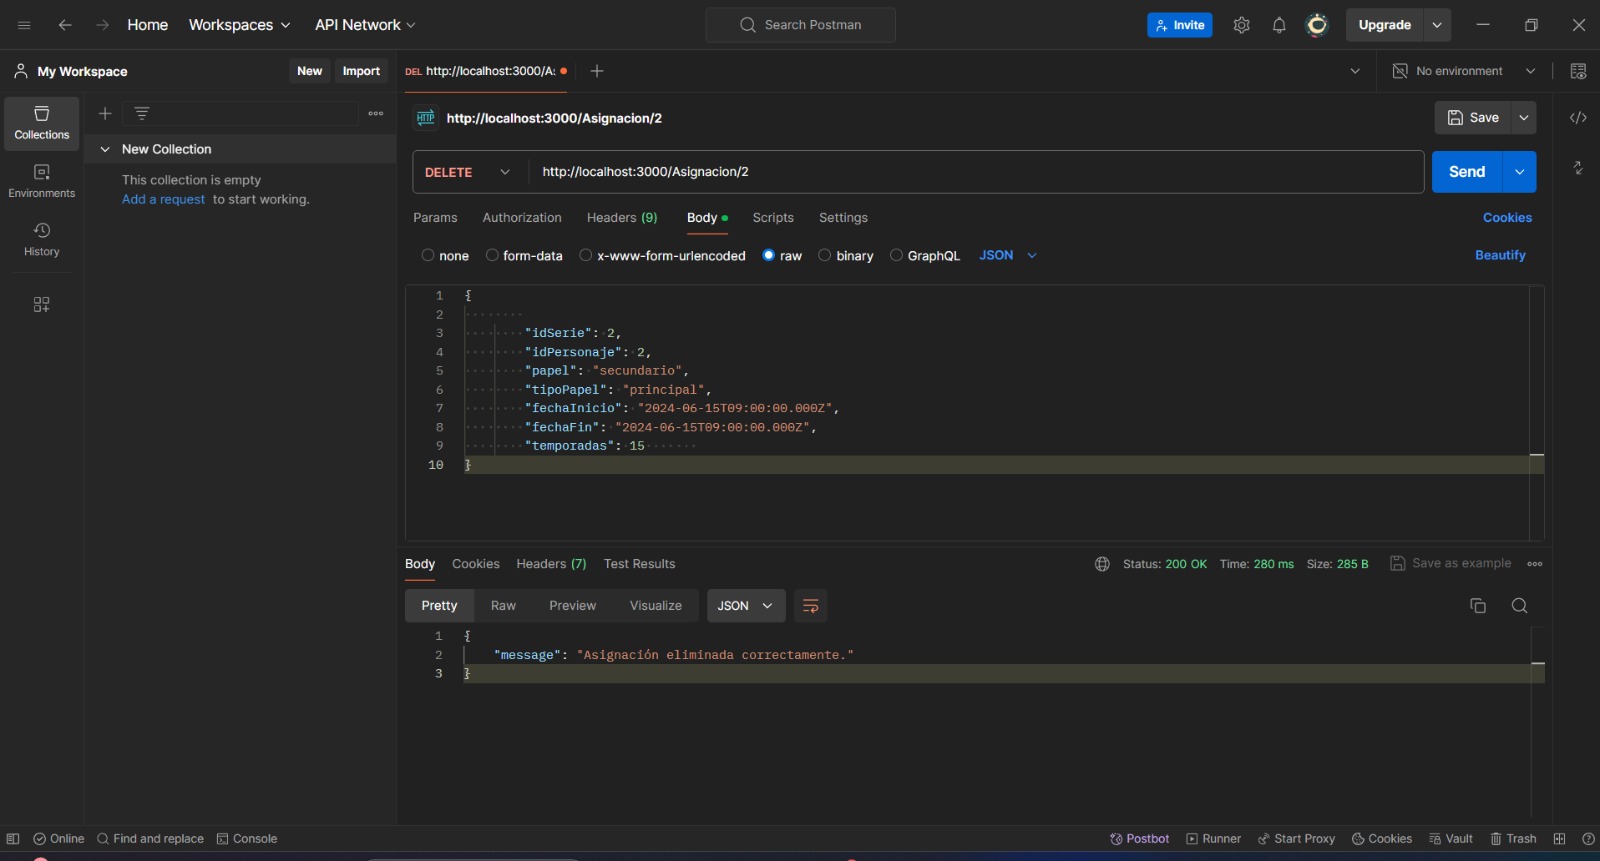 Home Workspaces API Network Search Postman Invite Upgrade
My Workspace New Import DEL http://localhost:3000/A No environment
Collections
Environments
History
New Collection
This collection is empty
Add a request to start working.
HTTP http://localhost:3000/Asignacion/2 Save
DELETE http://localhost:3000/Asignacion/2 Send
Params Authorization Headers (9) Body Scripts Settings Cookies
none form-data x-www-form-urlencoded raw binary GraphQL JSON Beautify
1 {
2
3 "idSerie": 2,
4 "idPersonaje": 2,
5 "papel": "secundario",
6 "tipoPapel": "principal",
7 "fechaInicio": "2024-06-15T09:00:00.000Z",
8 "fechaFin": "2024-06-15T09:00:00.000Z",
9 "temporadas": 15
10 }
Body Cookies Headers (7) Test Results Status: 200 OK Time: 280 ms Size: 285 B Save as example
Pretty Raw Preview Visualize JSON
1 {
2 "message": "Asignación eliminada correctamente."
3 }
Online Find and replace Console Postbot Runner Start Proxy Cookies Vault Trash